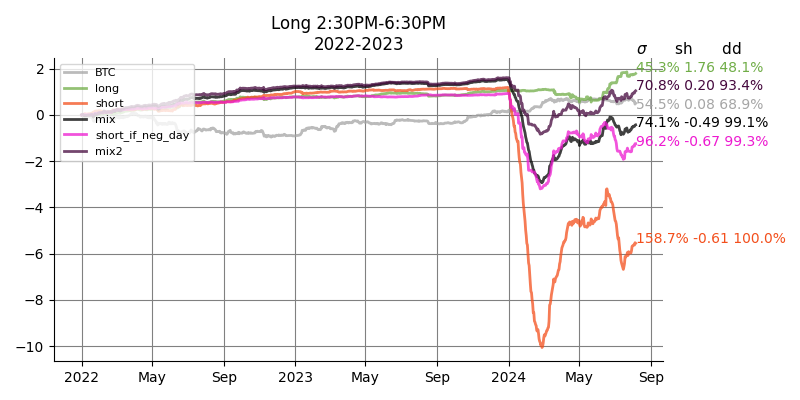 Long 2:30PM-6:30PM
2022-2023
σ sh dd
45.3% 1.76 48.1%
70.8% 0.20 93.4%
54.5% 0.08 68.9%
74.1% -0.49 99.1%
96.2% -0.67 99.3%
158.7% -0.61 100.0%
BTC
long
short
mix
short_if_neg_day
mix2
2
0
−2
−4
−6
−8
−10
2022 May Sep 2023 May Sep 2024 May Sep